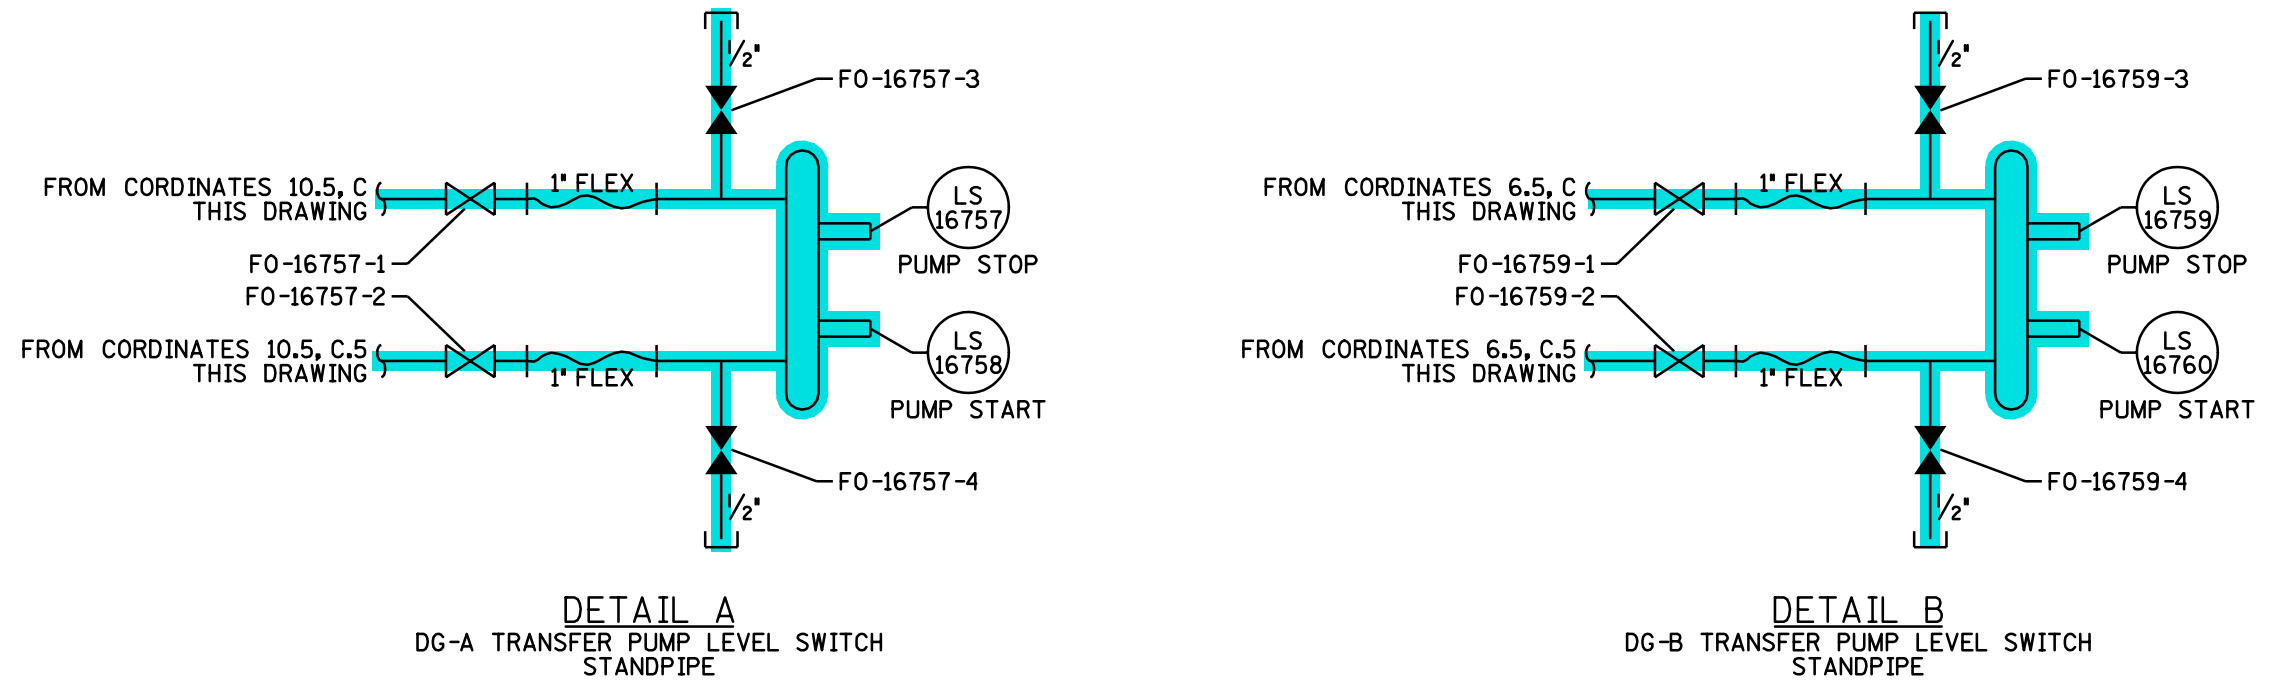 1/2"
FO-16757-3
FROM CORDINATES 10.5, C
THIS DRAWING
1" FLEX
LS
16757
PUMP STOP
FO-16757-1
FO-16757-2
FROM CORDINATES 10.5, C.5
THIS DRAWING
1" FLEX
LS
16758
PUMP START
FO-16757-4
1/2"
DETAIL A
DG-A TRANSFER PUMP LEVEL SWITCH
STANDPIPE
1/2"
FO-16759-3
FROM CORDINATES 6.5, C
THIS DRAWING
1" FLEX
LS
16759
PUMP STOP
FO-16759-1
FO-16759-2
FROM CORDINATES 6.5, C.5
THIS DRAWING
1" FLEX
LS
16760
PUMP START
FO-16759-4
1/2"
DETAIL B
DG-B TRANSFER PUMP LEVEL SWITCH
STANDPIPE